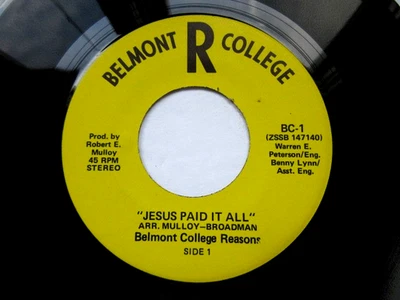 BELMONT R COLLEGE
Prod. by
Robert E.
Mulloy
45 RPM
STEREO
BC-1
(ZSSB 147140)
Warren E.
Peterson/Eng.
Benny Lynn/
Asst. Eng.
"JESUS PAID IT ALL"
ARR. MULLOY—BROADMAN
Belmont College Reasons
SIDE 1